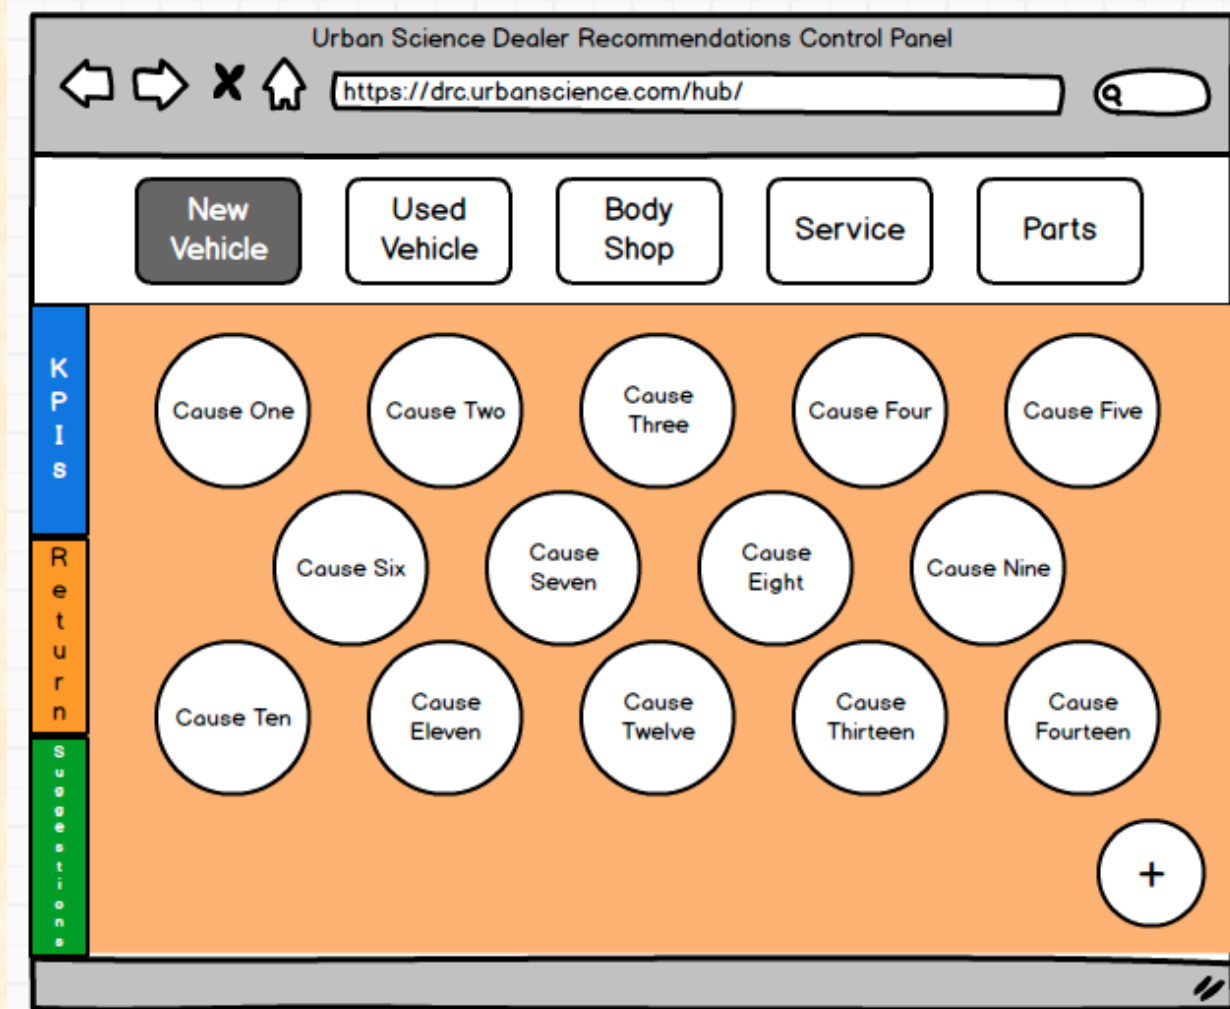 Urban Science Dealer Recommendations Control Panel
https://drc.urbanscience.com/hub/
New
Vehicle
Used
Vehicle
Body
Shop
Service
Parts
KPIs
Return
Suggestions
Cause One
Cause Two
Cause
Three
Cause Four
Cause Five
Cause Six
Cause
Seven
Cause
Eight
Cause Nine
Cause Ten
Cause
Eleven
Cause
Twelve
Cause
Thirteen
Cause
Fourteen
+